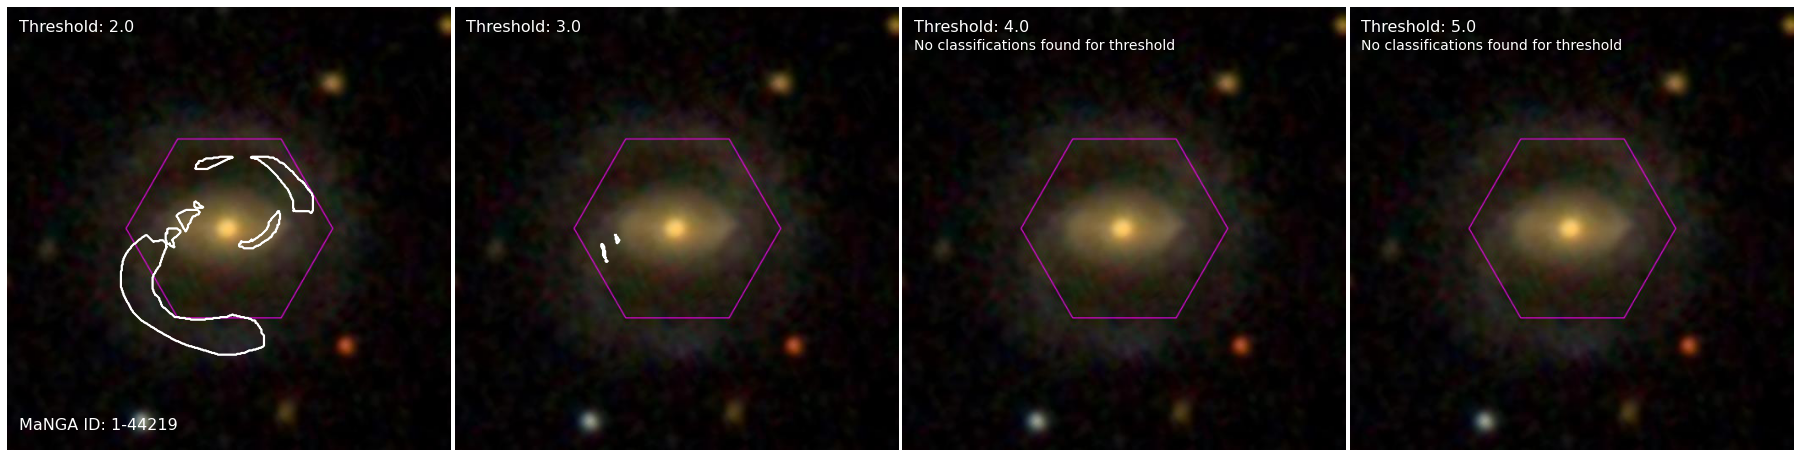 Threshold: 2.0
MaNGA ID: 1-44219
Threshold: 3.0
Threshold: 4.0
No classifications found for threshold
Threshold: 5.0
No classifications found for threshold